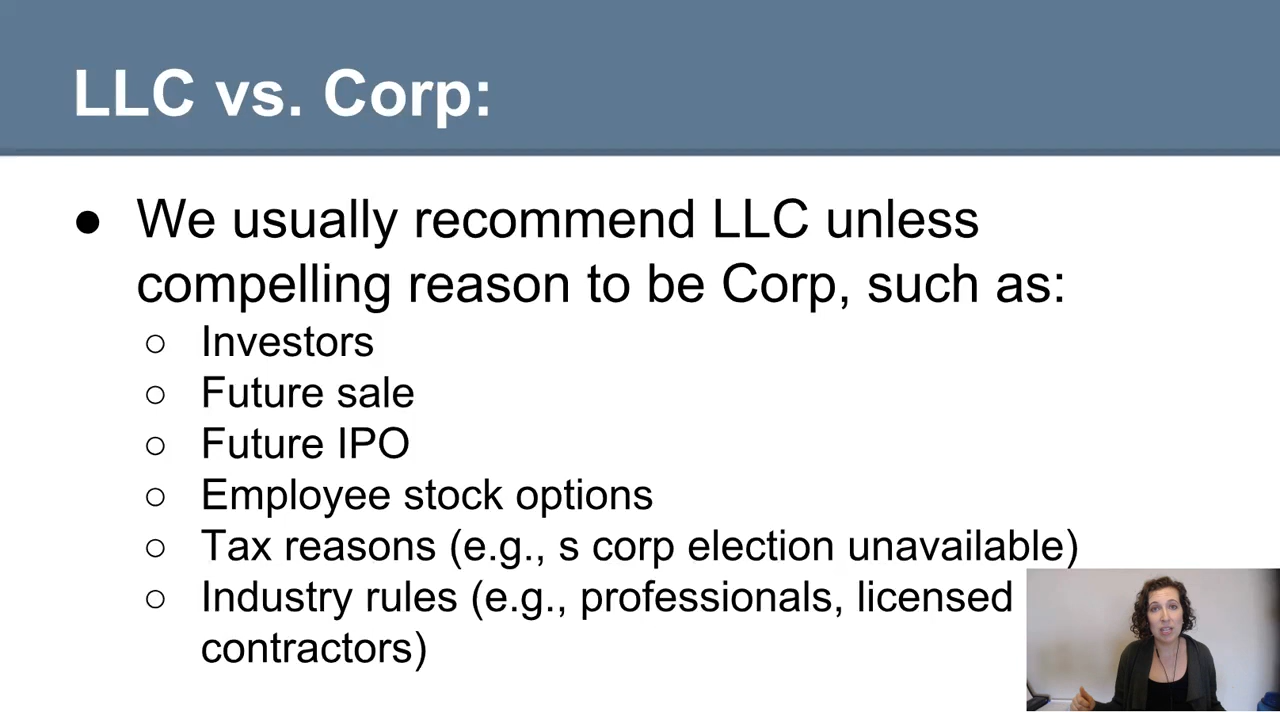 LLC vs. Corp:
● We usually recommend LLC unless
compelling reason to be Corp, such as:
○ Investors
○ Future sale
○ Future IPO
○ Employee stock options
○ Tax reasons (e.g., s corp election unavailable)
○ Industry rules (e.g., professionals, licensed
contractors)